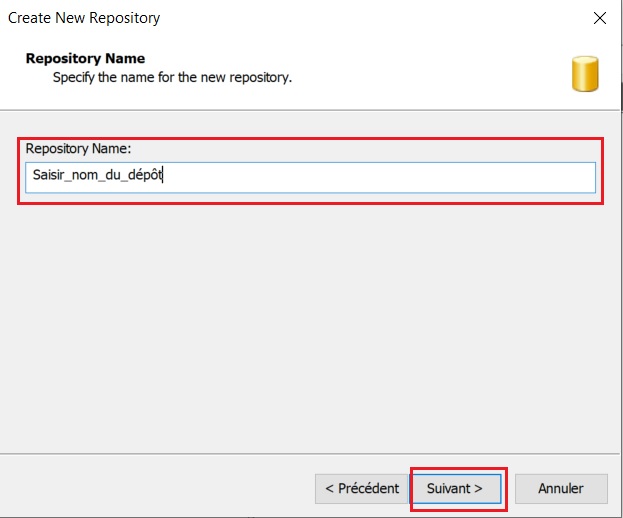 Create New Repository
Repository Name
Specify the name for the new repository.
Repository Name:
Saisir_nom_du_dépôt
< Précédent Suivant > Annuler